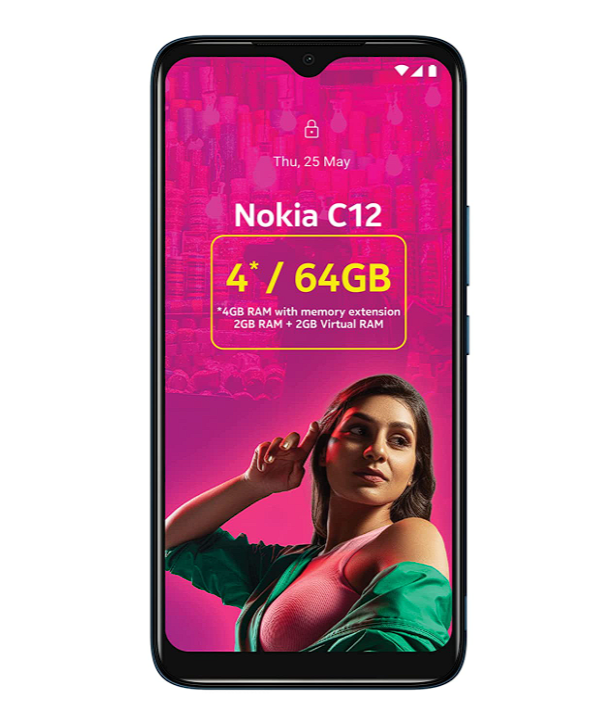 Thu, 25 May
Nokia C12
4* / 64GB
*4GB RAM with memory extension
2GB RAM + 2GB Virtual RAM